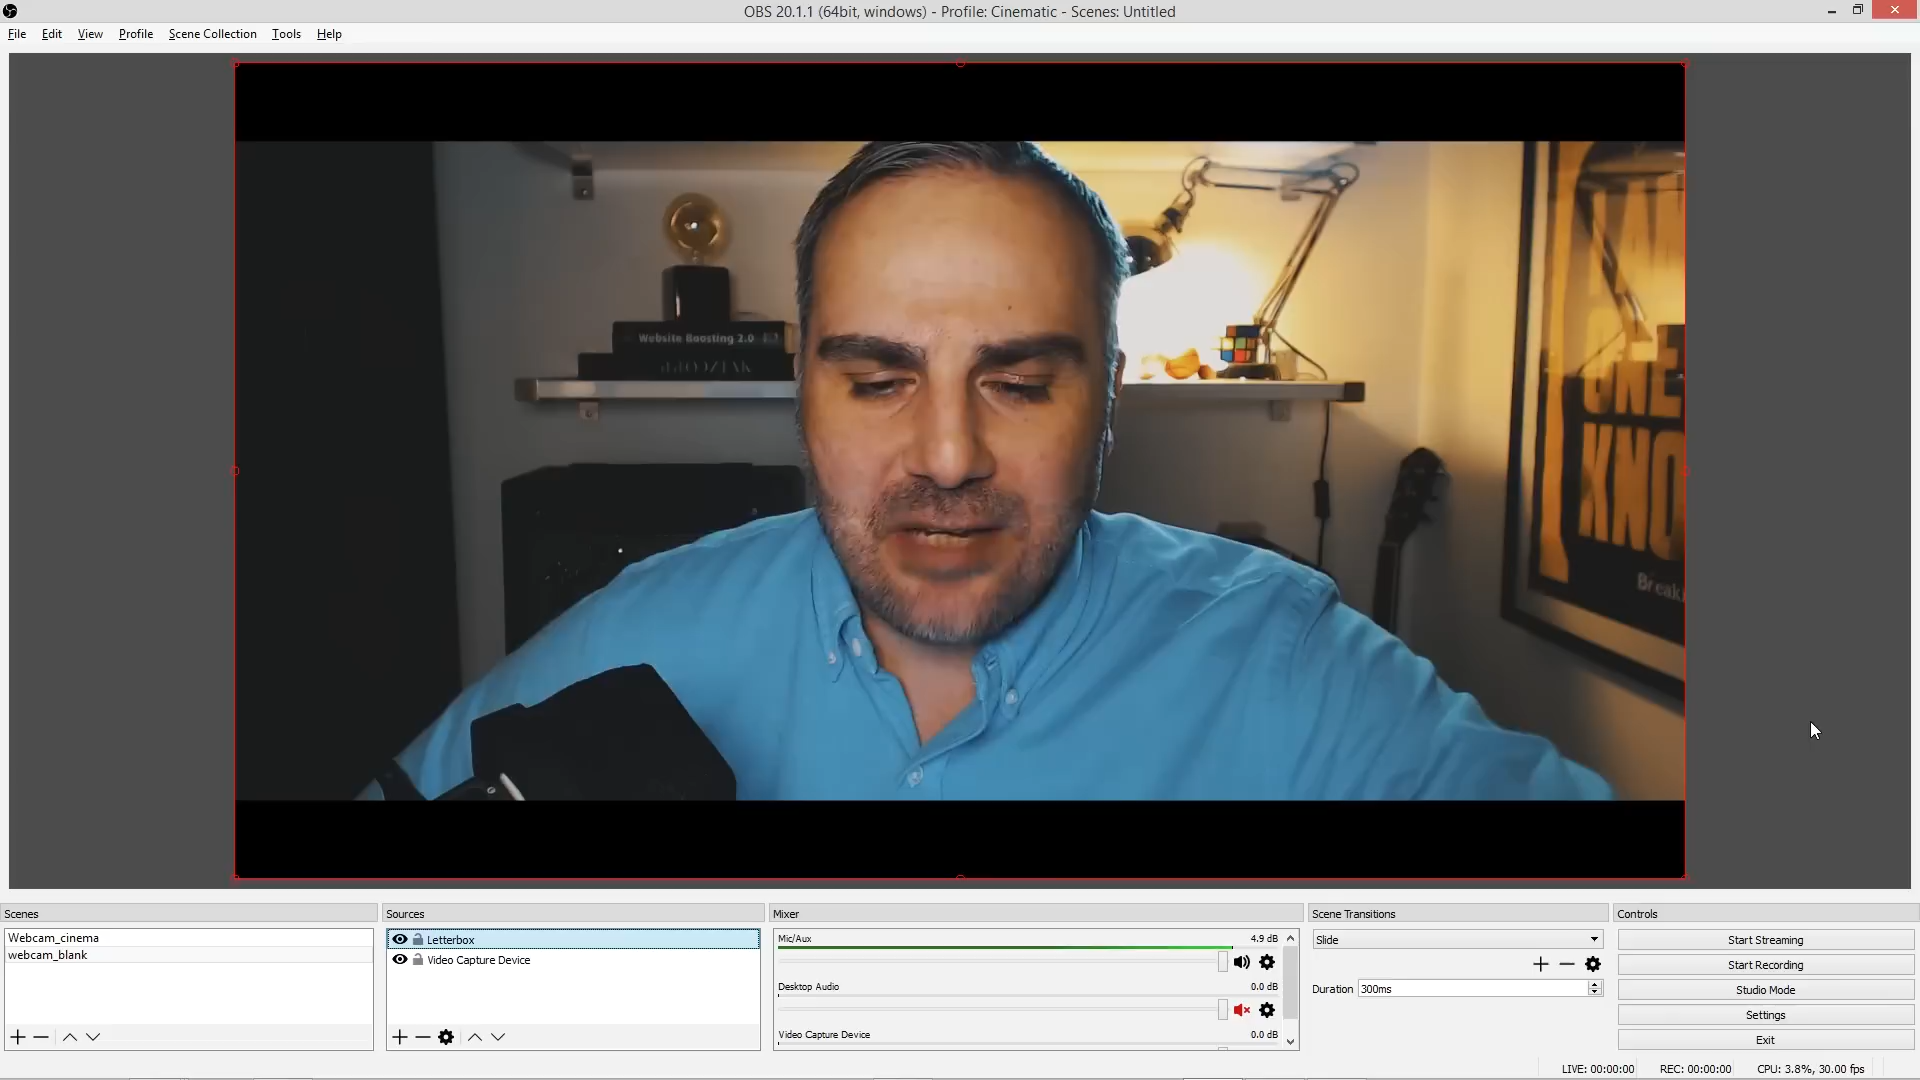 OBS 20.1.1 (64bit, windows) - Profile: Cinematic - Scenes: Untitled
File Edit View Profile Scene Collection Tools Help
Website Boosting 2.0
ONE
KNO
Break
Scenes
Webcam_cinema
webcam_blank
Sources
Letterbox
Video Capture Device
Mixer
Mic/Aux 4.9 dB
Desktop Audio 0.0 dB
Video Capture Device 0.0 dB
Scene Transitions
Slide
Duration 300ms
Controls
Start Streaming
Start Recording
Studio Mode
Settings
Exit
LIVE: 00:00:00 REC: 00:00:00 CPU: 3.8%, 30.00 fps